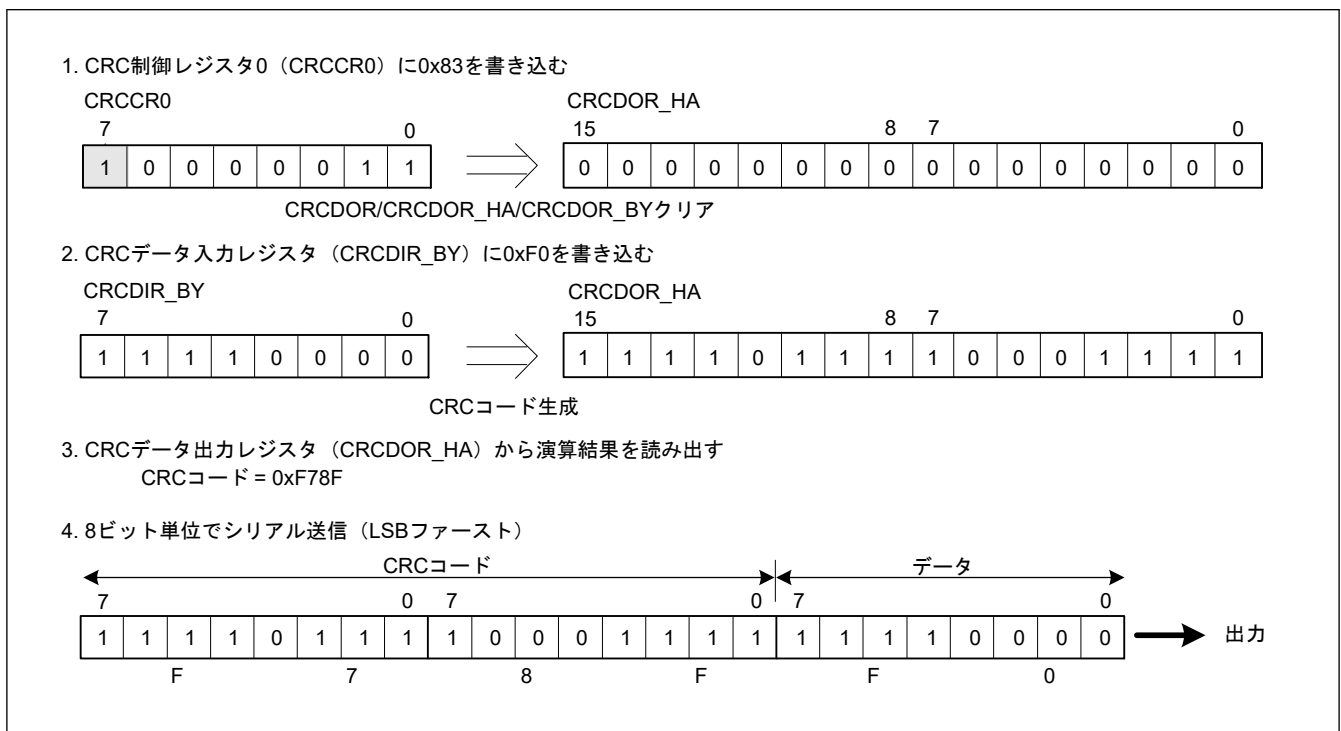 1. CRC制御レジスタ0（CRCCR0）に0x83を書き込む
CRCCR0 CRCDOR_HA
7 0 15 8 7 0
1 0 0 0 0 0 1 1 0 0 0 0 0 0 0 0 0 0 0 0 0 0 0 0
CRCDOR/CRCDOR_HA/CRCDOR_BYクリア
2. CRCデータ入力レジスタ（CRCDIR_BY）に0xF0を書き込む
CRCDIR_BY CRCDOR_HA
7 0 15 8 7 0
1 1 1 1 0 0 0 0 1 1 1 1 0 1 1 1 1 0 0 0 1 1 1 1
CRCコード生成
3. CRCデータ出力レジスタ（CRCDOR_HA）から演算結果を読み出す
CRCコード = 0xF78F
4. 8ビット単位でシリアル送信（LSBファースト）
CRCコード データ
7 0 7 0 7 0
1 1 1 1 0 1 1 1 1 0 0 0 1 1 1 1 1 1 1 1 0 0 0 0 出力
F 7 8 F F 0